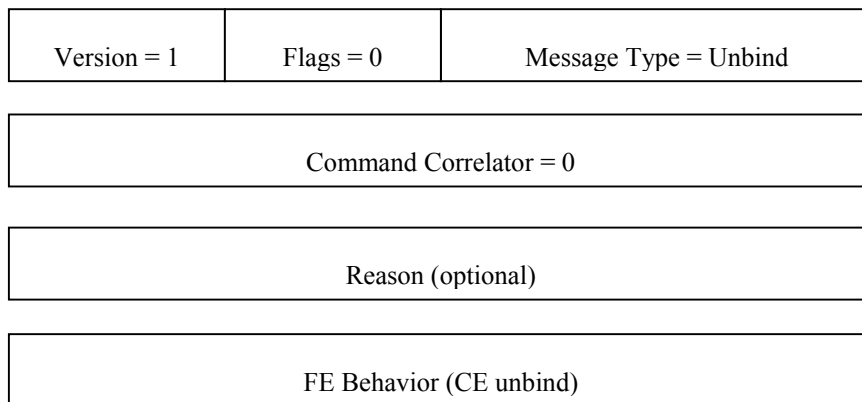 Version = 1 Flags = 0 Message Type = Unbind
Command Correlator = 0
Reason (optional)
FE Behavior (CE unbind)